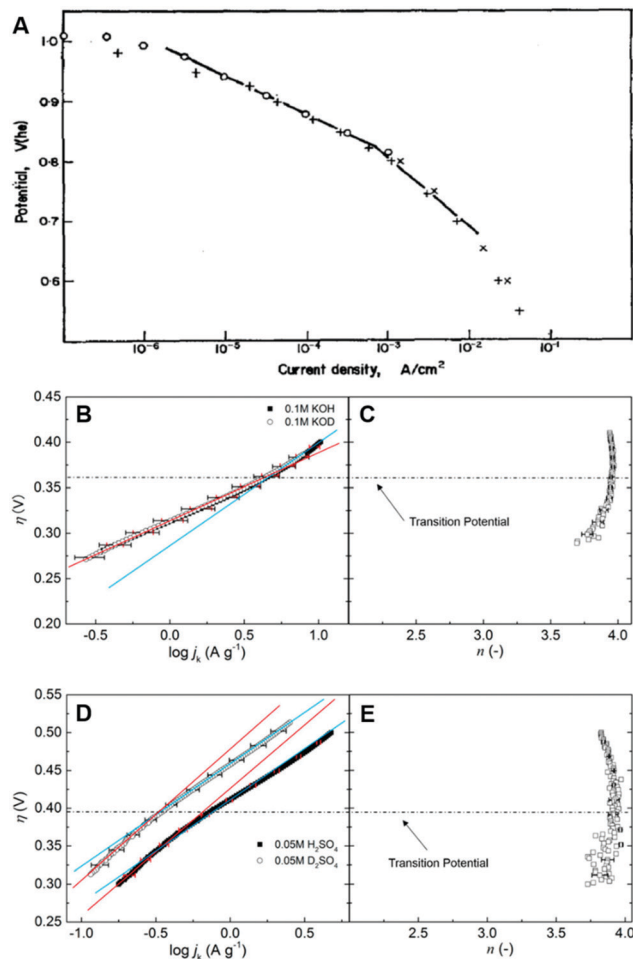 A
1.0
0.9
0.8
0.7
0.6
Potential, V(he)
10⁻⁶
10⁻⁵
10⁻⁴
10⁻³
10⁻²
10⁻¹
Current density, A/cm²
B
0.1M KOH
0.1M KOD
0.45
0.40
0.35
0.30
0.25
0.20
η (V)
-0.5
0.0
0.5
1.0
log jₖ (A g⁻¹)
C
Transition Potential
2.5
3.0
3.5
4.0
n (-)
D
0.55
0.50
0.45
0.40
0.35
0.30
0.25
η (V)
0.05M H₂SO₄
0.05M D₂SO₄
-1.0
-0.5
0.0
0.5
log jₖ (A g⁻¹)
E
Transition Potential
2.5
3.0
3.5
4.0
n (-)